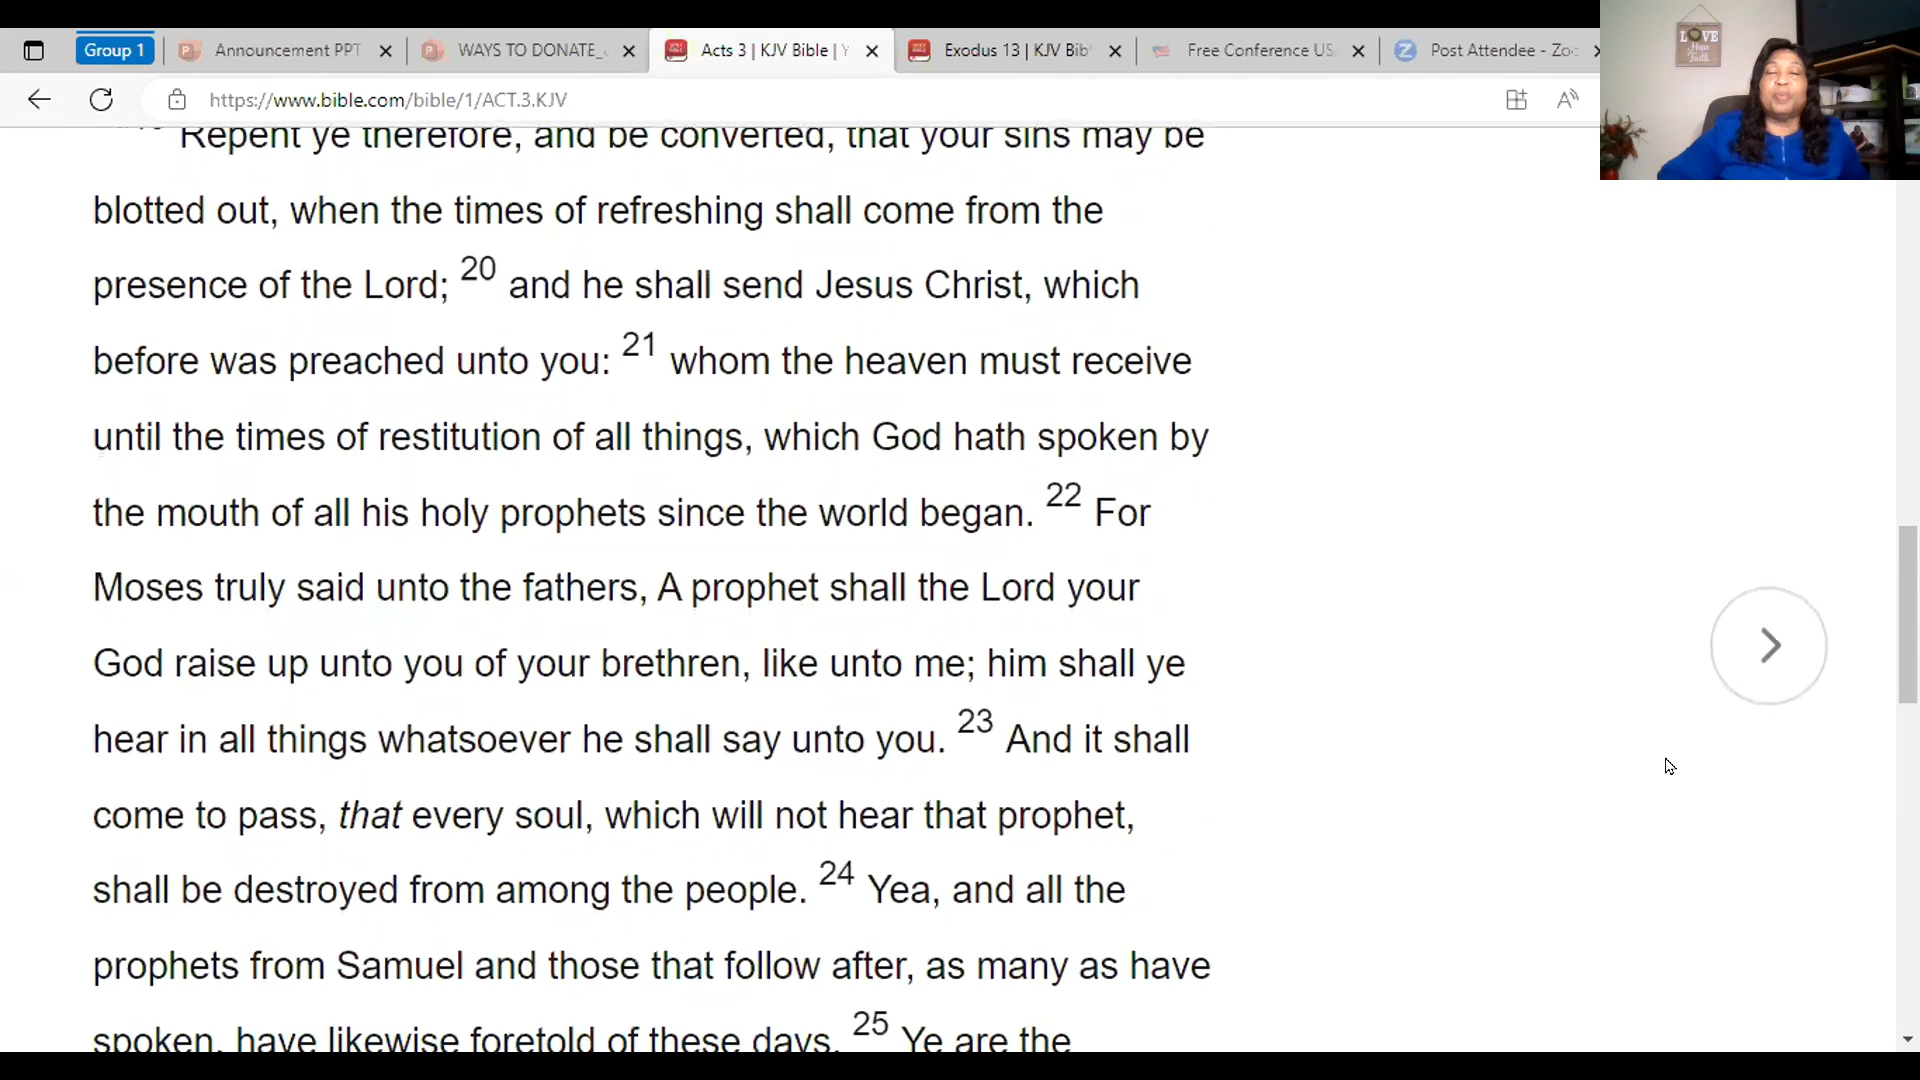 Group 1
Announcement PPT
WAYS TO DONATE_
Acts 3 | KJV Bible |
Exodus 13 | KJV Bib
Free Conference US
Post Attendee - Zo
https://www.bible.com/bible/1/ACT.3.KJV
LOVE
Hope
Faith
Repent ye therefore, and be converted, that your sins may be
blotted out, when the times of refreshing shall come from the
presence of the Lord; 20 and he shall send Jesus Christ, which
before was preached unto you: 21 whom the heaven must receive
until the times of restitution of all things, which God hath spoken by
the mouth of all his holy prophets since the world began. 22 For
Moses truly said unto the fathers, A prophet shall the Lord your
God raise up unto you of your brethren, like unto me; him shall ye
hear in all things whatsoever he shall say unto you. 23 And it shall
come to pass, that every soul, which will not hear that prophet,
shall be destroyed from among the people. 24 Yea, and all the
prophets from Samuel and those that follow after, as many as have
spoken, have likewise foretold of these days. 25 Ye are the